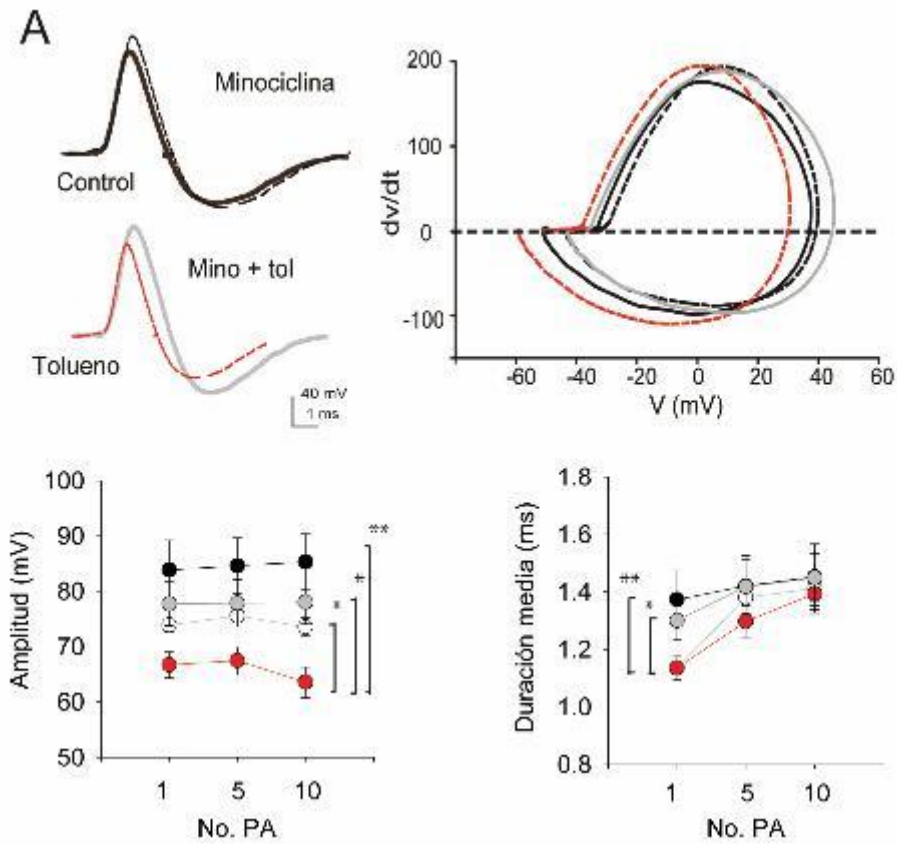 A
Minociclina
Control
Mino + tol
Tolueno
40 mV
1 ms
200
100
0
-100
dv/dt
-60 -40 -20 0 20 40 60
V (mV)
100
90
80
70
60
50
Amplitud (mV)
**
*
*
1 5 10
No. PA
1.8
1.6
1.4
1.2
1.0
0.8
Duración media (ms)
**
*
1 5 10
No. PA